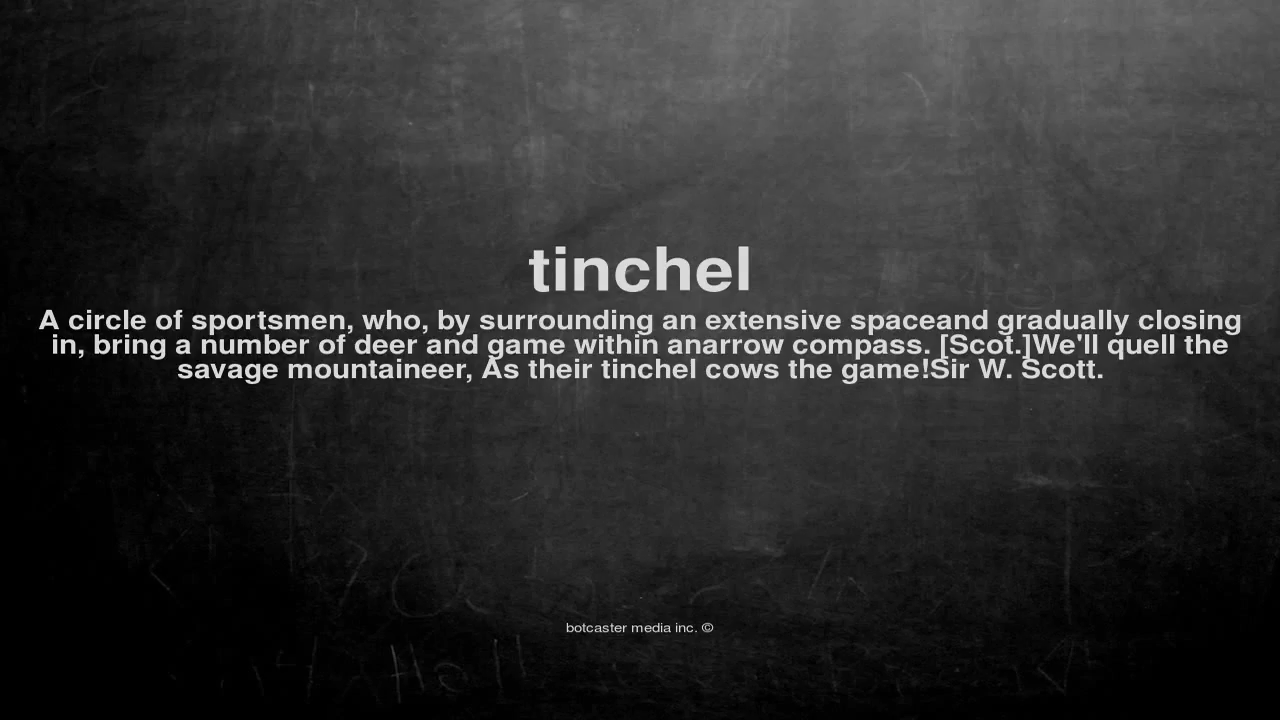 tinchel
A circle of sportsmen, who, by surrounding an extensive spaceand gradually closing
in, bring a number of deer and game within anarrow compass. [Scot.]We'll quell the
savage mountaineer, As their tinchel cows the game!Sir W. Scott.
botcaster media inc. ©